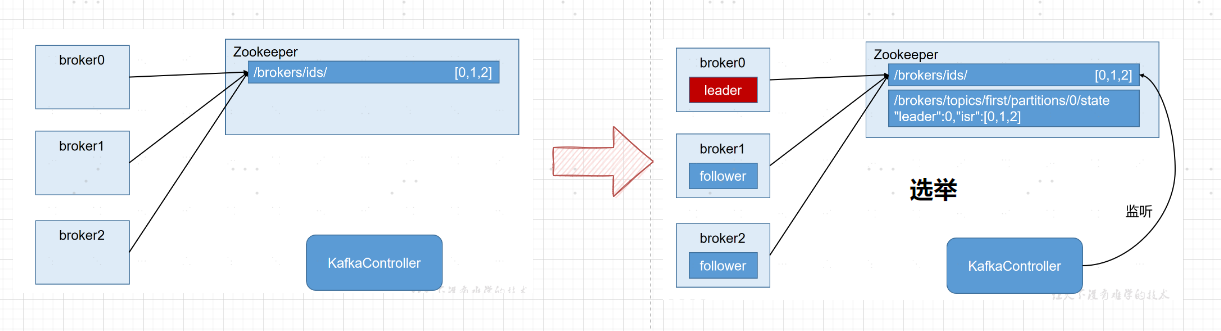 broker0
broker1
broker2
Zookeeper
/brokers/ids/ [0,1,2]
KafkaController
broker0
leader
broker1
follower
broker2
follower
Zookeeper
/brokers/ids/ [0,1,2]
/brokers/topics/first/partitions/0/state
"leader":0,"isr":[0,1,2]
选举
监听
KafkaController